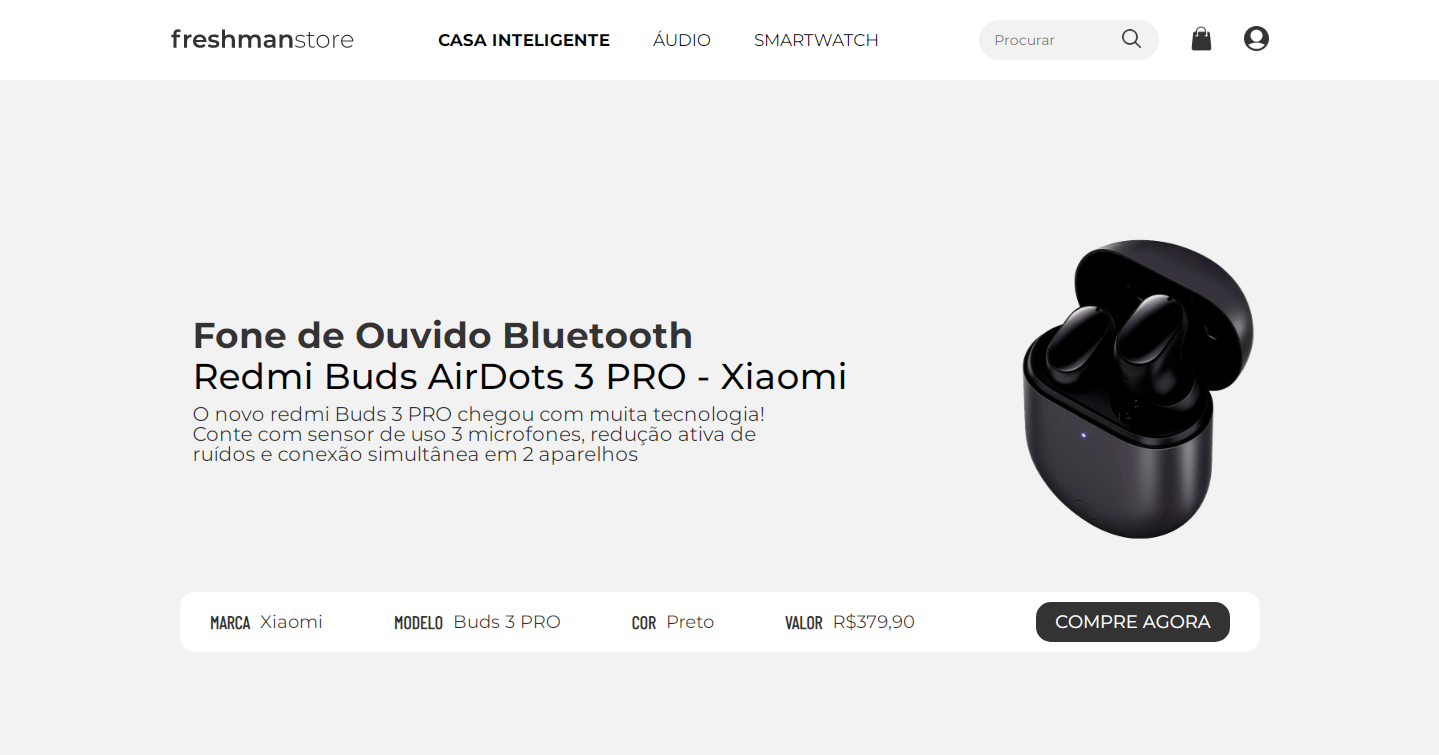 freshmanstore
CASA INTELIGENTE
ÁUDIO
SMARTWATCH
Procurar
Fone de Ouvido Bluetooth
Redmi Buds AirDots 3 PRO - Xiaomi
O novo redmi Buds 3 PRO chegou com muita tecnologia!
Conte com sensor de uso 3 microfones, redução ativa de
ruídos e conexão simultânea em 2 aparelhos
MARCA Xiaomi
MODELO Buds 3 PRO
COR Preto
VALOR R$379,90
COMPRE AGORA